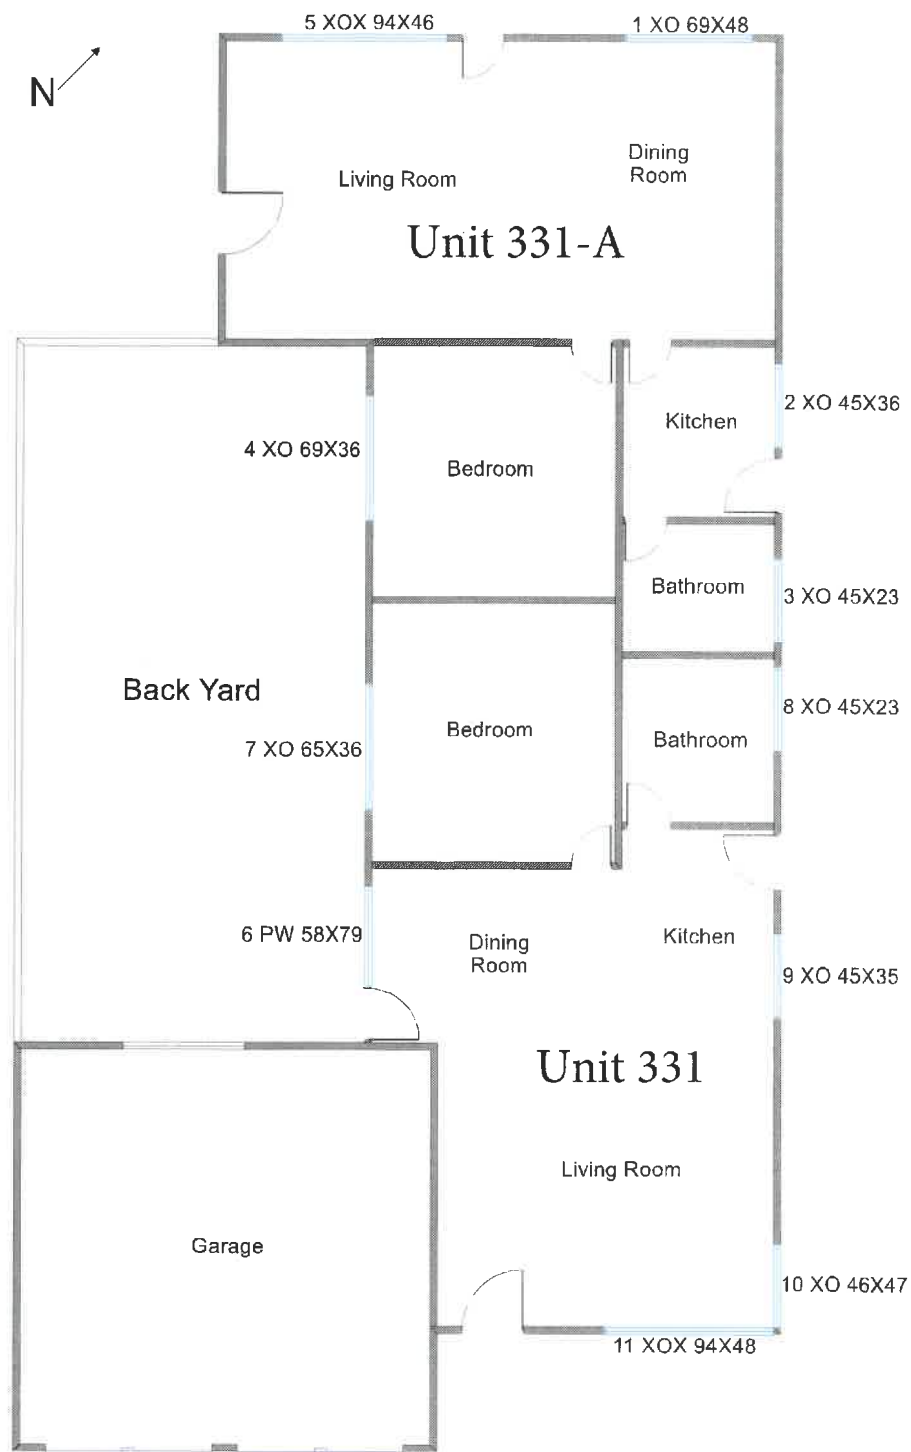 5 XOX 94X46
1 XO 69X48
N
Living Room
Dining
Room
Unit 331-A
2 XO 45X36
Kitchen
4 XO 69X36
Bedroom
Bathroom
3 XO 45X23
Back Yard
8 XO 45X23
Bedroom
Bathroom
7 XO 65X36
6 PW 58X79
Dining
Room
Kitchen
9 XO 45X35
Unit 331
Living Room
Garage
10 XO 46X47
11 XOX 94X48